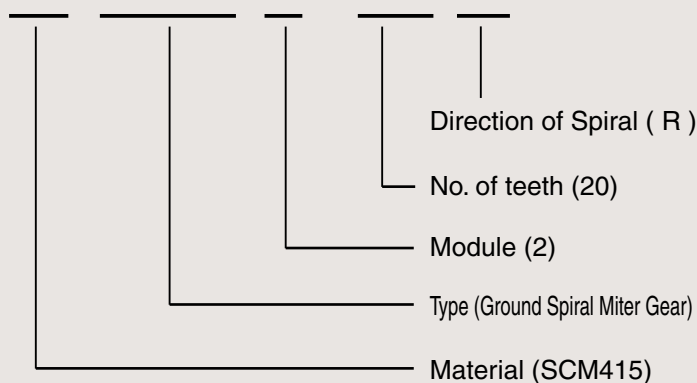 Direction of Spiral ( R )
No. of teeth (20)
Module (2)
Type (Ground Spiral Miter Gear)
Material (SCM415)